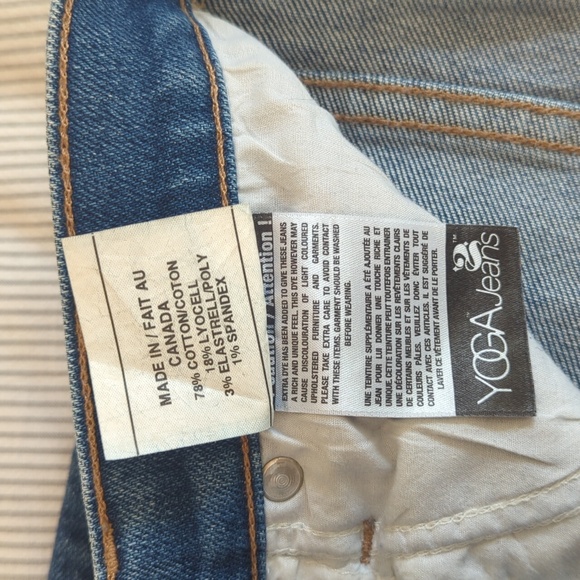 MADE IN / FAIT AU
CANADA
78% COTTON/COTON
18% LYOCELL
3% ELASTRELL/POLY
1% SPANDEX
/ Attention !
EXTRA DYE HAS BEEN ADDED TO GIVE THESE JEANS
A RICH AND UNIQUE FEEL. THIS DYE HOWEVER MAY
CAUSE DISCOLOURATION OF LIGHT COLOURED
UPHOLSTERED FURNITURE AND GARMENTS.
PLEASE TAKE EXTRA CARE TO AVOID CONTACT
WITH THESE ITEMS. GARMENT SHOULD BE WASHED
BEFORE WEARING.
UNE TEINTURE SUPPLÉMENTAIRE A ÉTÉ AJOUTÉE AU
JEAN POUR LUI DONNER UNE TOUCHE RICHE ET
UNIQUE. CETTE TEINTURE PEUT TOUTEFOIS ENTRAINER
UNE DÉCOLORATION SUR LES REVÊTEMENTS CLAIRS
DE CERTAINS MEUBLES ET SUR LES VÊTEMENTS DE
COULEURS PÂLES. VEUILLEZ DONC ÉVITER TOUT
CONTACT AVEC CES ARTICLES. IL EST SUGGÉRÉ DE
LAVER CE VÊTEMENT AVANT DE LE PORTER.
YOGAJeans™